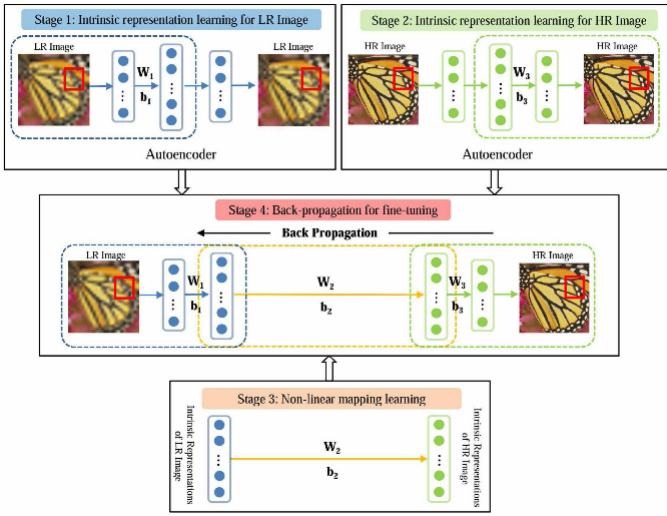 Stage 1: Intrinsic representation learning for LR Image
LR Image
LR Image
W1
b1
...
...
...
Autoencoder
Stage 2: Intrinsic representation learning for HR Image
HR Image
HR Image
W3
b3
...
...
...
Autoencoder
Stage 4: Back-propagation for fine-tuning
Back Propagation
LR Image
HR Image
W1
b1
W2
b2
W3
b3
...
...
...
...
Stage 3: Non-linear mapping learning
Intrinsic Representations
of LR Image
W2
b2
...
...
Intrinsic Representations
of HR Image